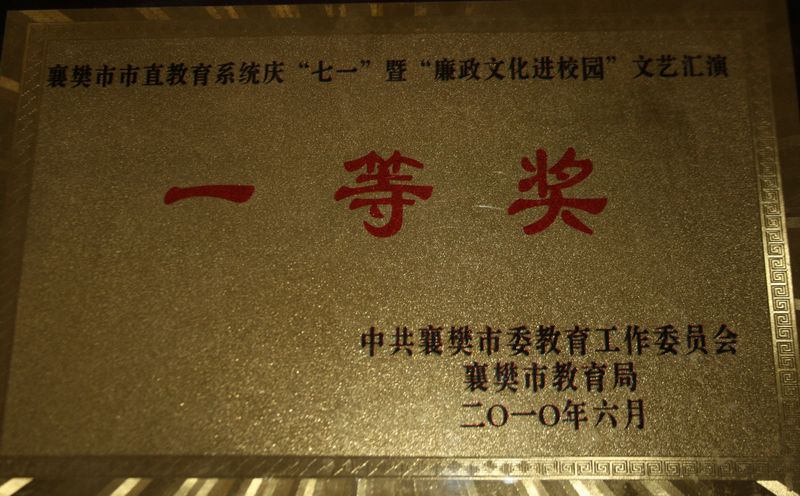 襄樊市市直教育系统庆“七一”暨“廉政文化进校园”文艺汇演
一等奖
中共襄樊市委教育工作委员会
襄樊市教育局
二〇一〇年六月